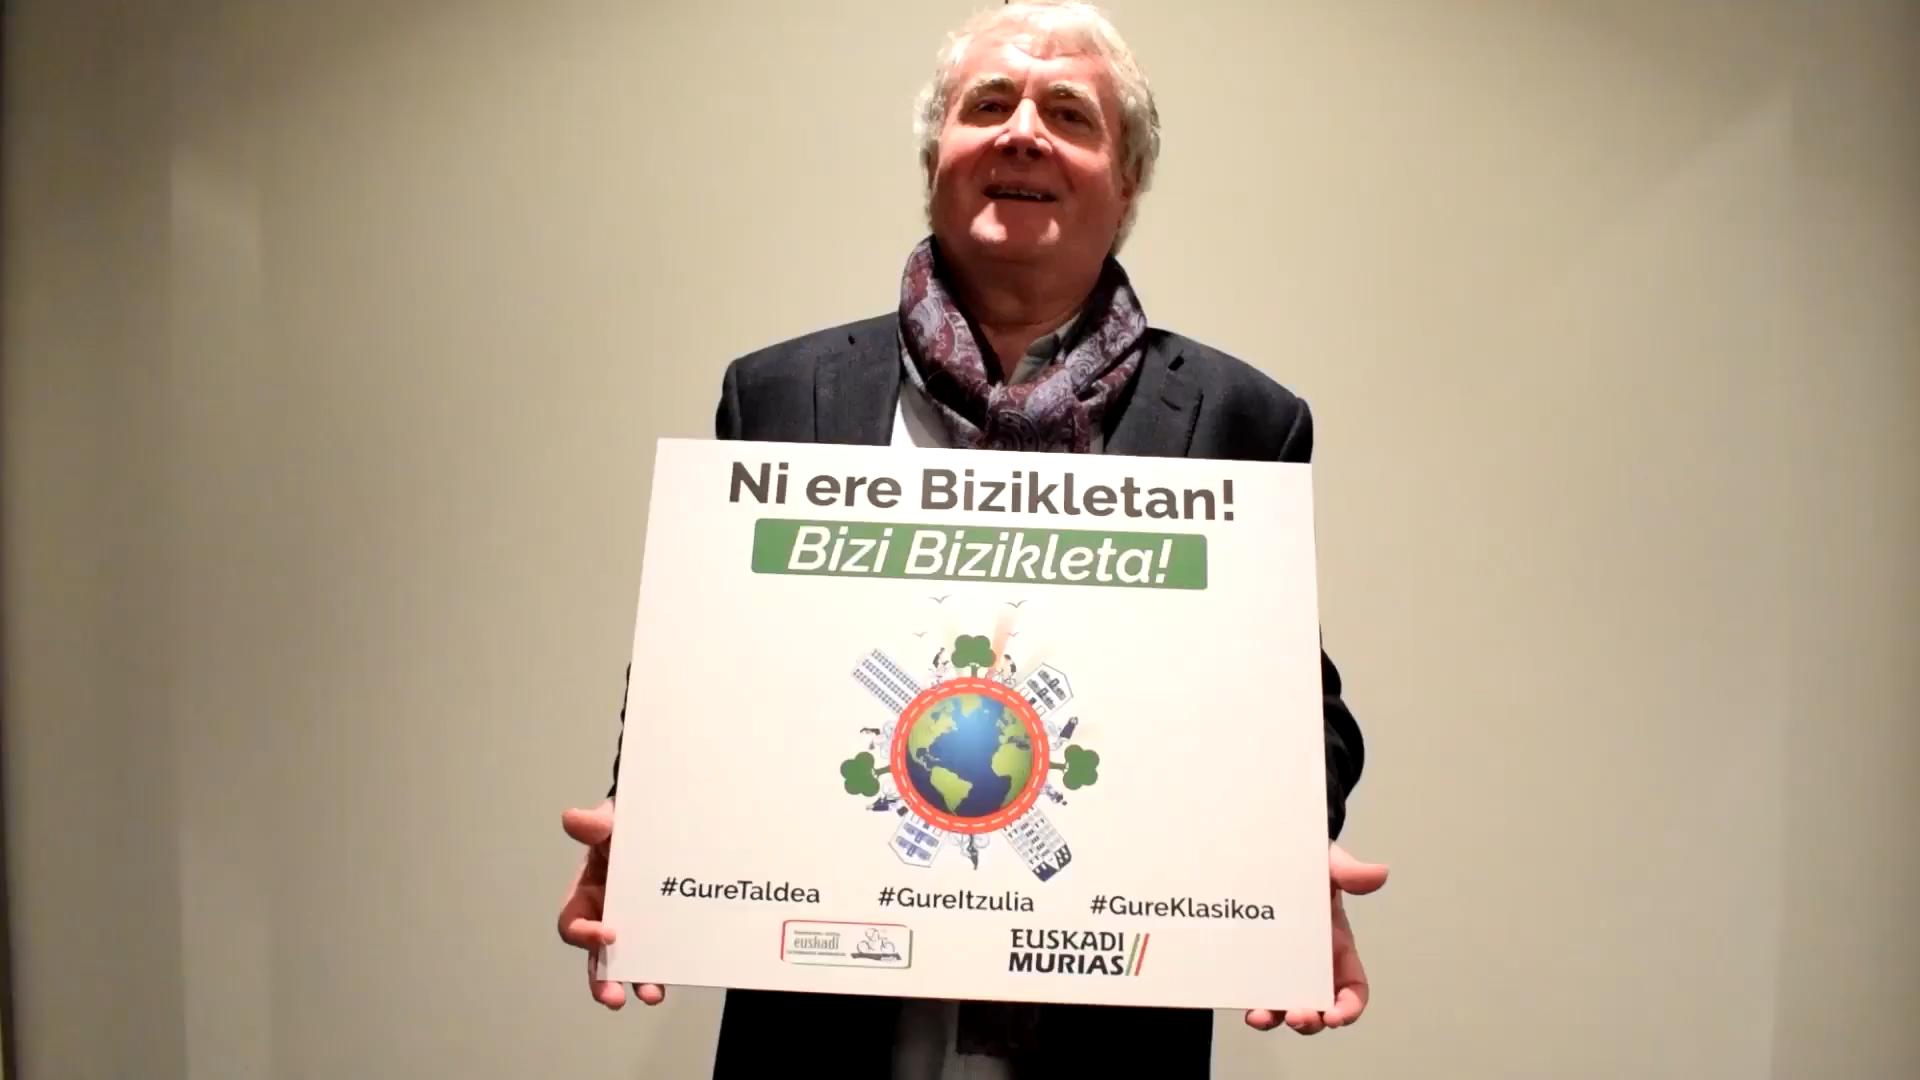 Ni ere Bizikletan!
Bizi Bizikleta!
#GureTaldea #GureItzulia #GureKlasikoa
euskadi
EUSKADI
MURIAS